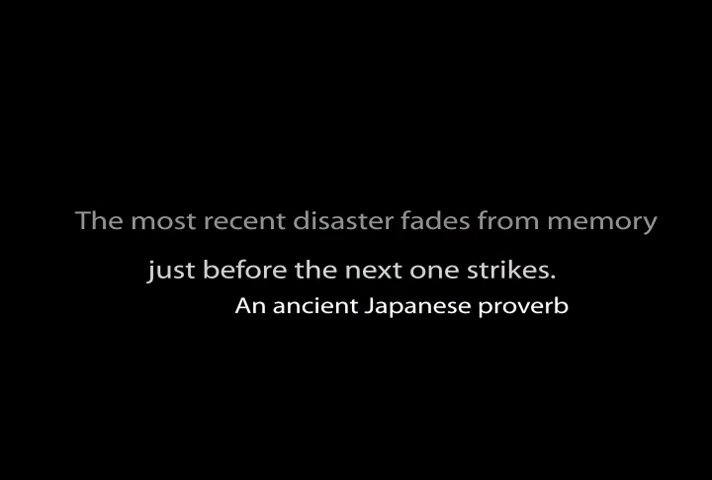 The most recent disaster fades from memory
just before the next one strikes.
An ancient Japanese proverb